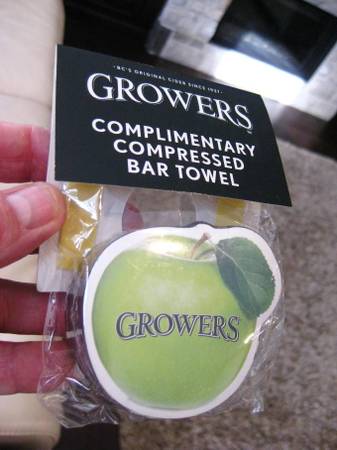 · BC'S ORIGINAL CIDER SINCE 1927 ·
GROWERS
COMPLIMENTARY
COMPRESSED
BAR TOWEL
GROWERS